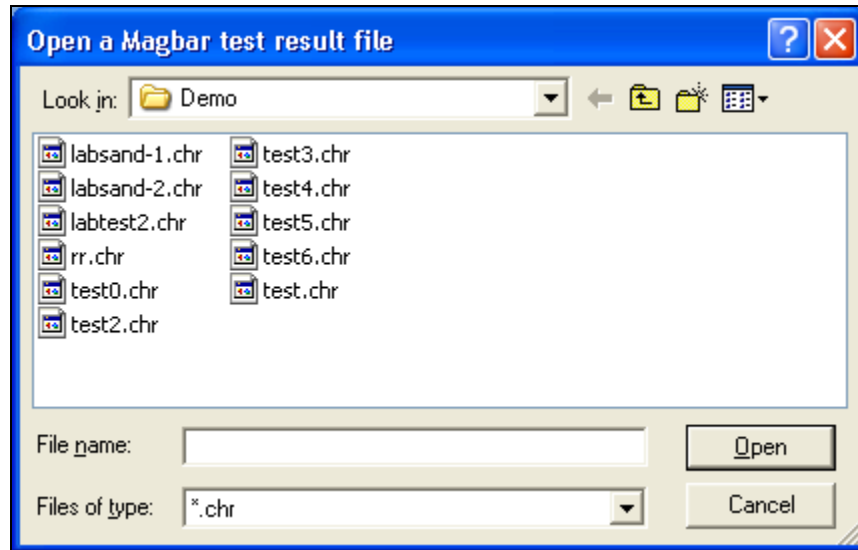 Open a Magbar test result file
Look in: Demo
labsand-1.chr test3.chr
labsand-2.chr test4.chr
labtest2.chr test5.chr
rr.chr test6.chr
test0.chr test.chr
test2.chr
File name: Open
Files of type: *.chr Cancel